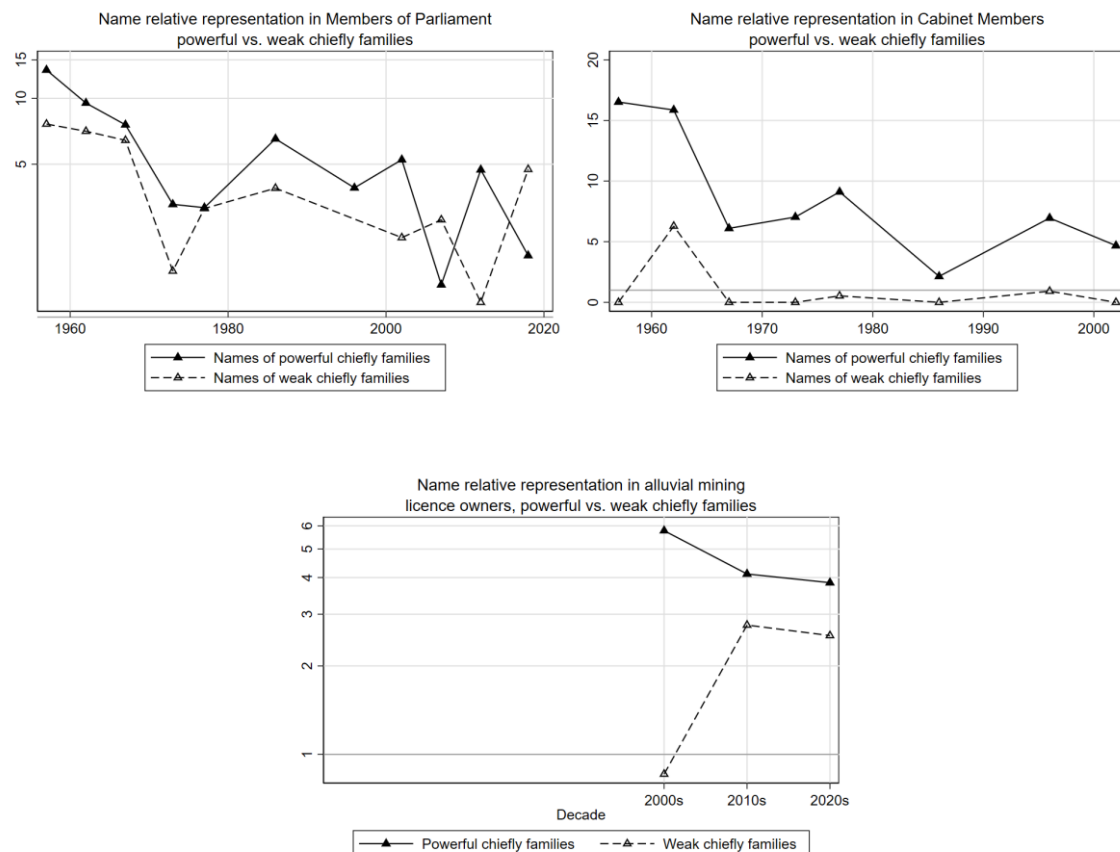 Name relative representation in Members of Parliament
powerful vs. weak chiefly families
15
10
5
1960 1980 2000 2020
Names of powerful chiefly families
Names of weak chiefly families
Name relative representation in Cabinet Members
powerful vs. weak chiefly families
20
15
10
5
0
1960 1970 1980 1990 2000
Names of powerful chiefly families
Names of weak chiefly families
Name relative representation in alluvial mining
licence owners, powerful vs. weak chiefly families
6
5
4
3
2
1
2000s 2010s 2020s
Decade
Powerful chiefly families Weak chiefly families